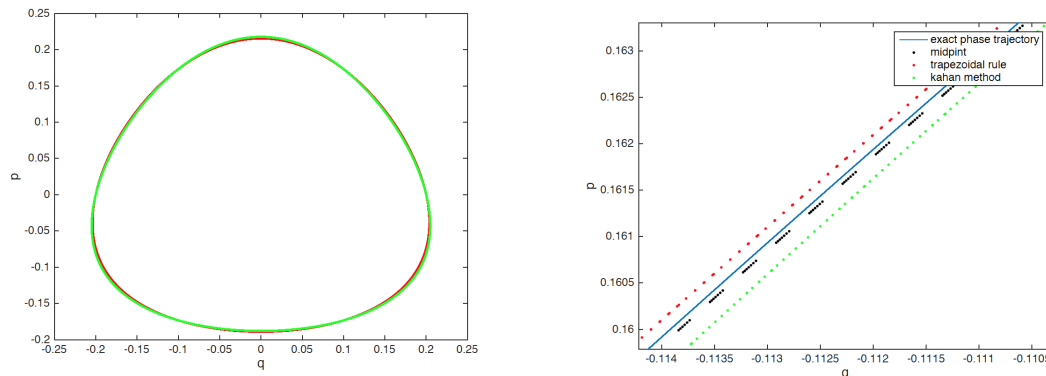 0.25
0.2
0.15
0.1
0.05
0
-0.05
-0.1
-0.15
-0.2
p
-0.25 -0.2 -0.15 -0.1 -0.05 0 0.05 0.1 0.15 0.2 0.25
q
exact phase trajectory
midpint
trapezoidal rule
kahan method
0.163
0.1625
0.162
0.1615
0.161
0.1605
0.16
p
-0.114 -0.1135 -0.113 -0.1125 -0.112 -0.1115 -0.111 -0.1105
q